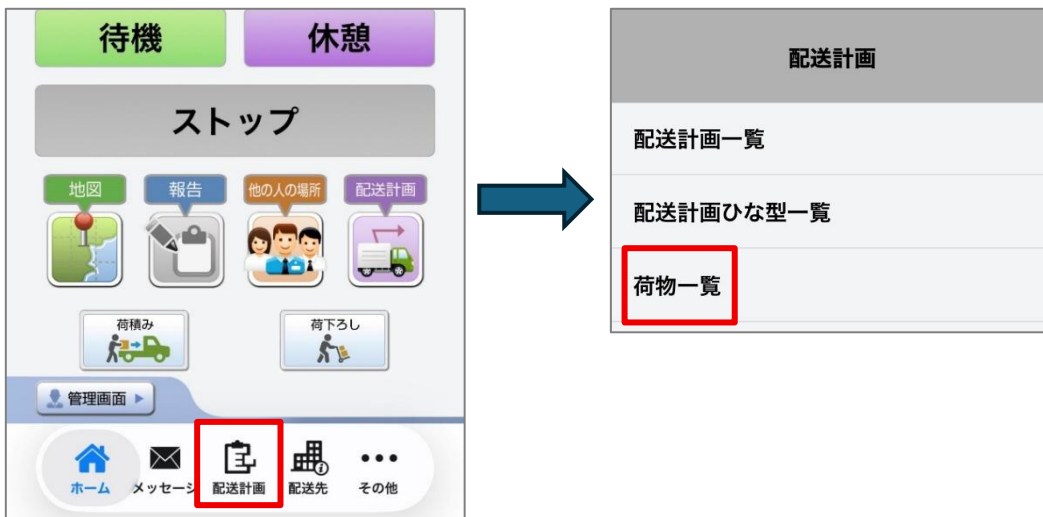 待機
休憩
ストップ
地図
報告
他の人の場所
配送計画
荷積み
荷下ろし
管理画面
ホーム
メッセージ
配送計画
配送先
その他
配送計画
配送計画一覧
配送計画ひな型一覧
荷物一覧